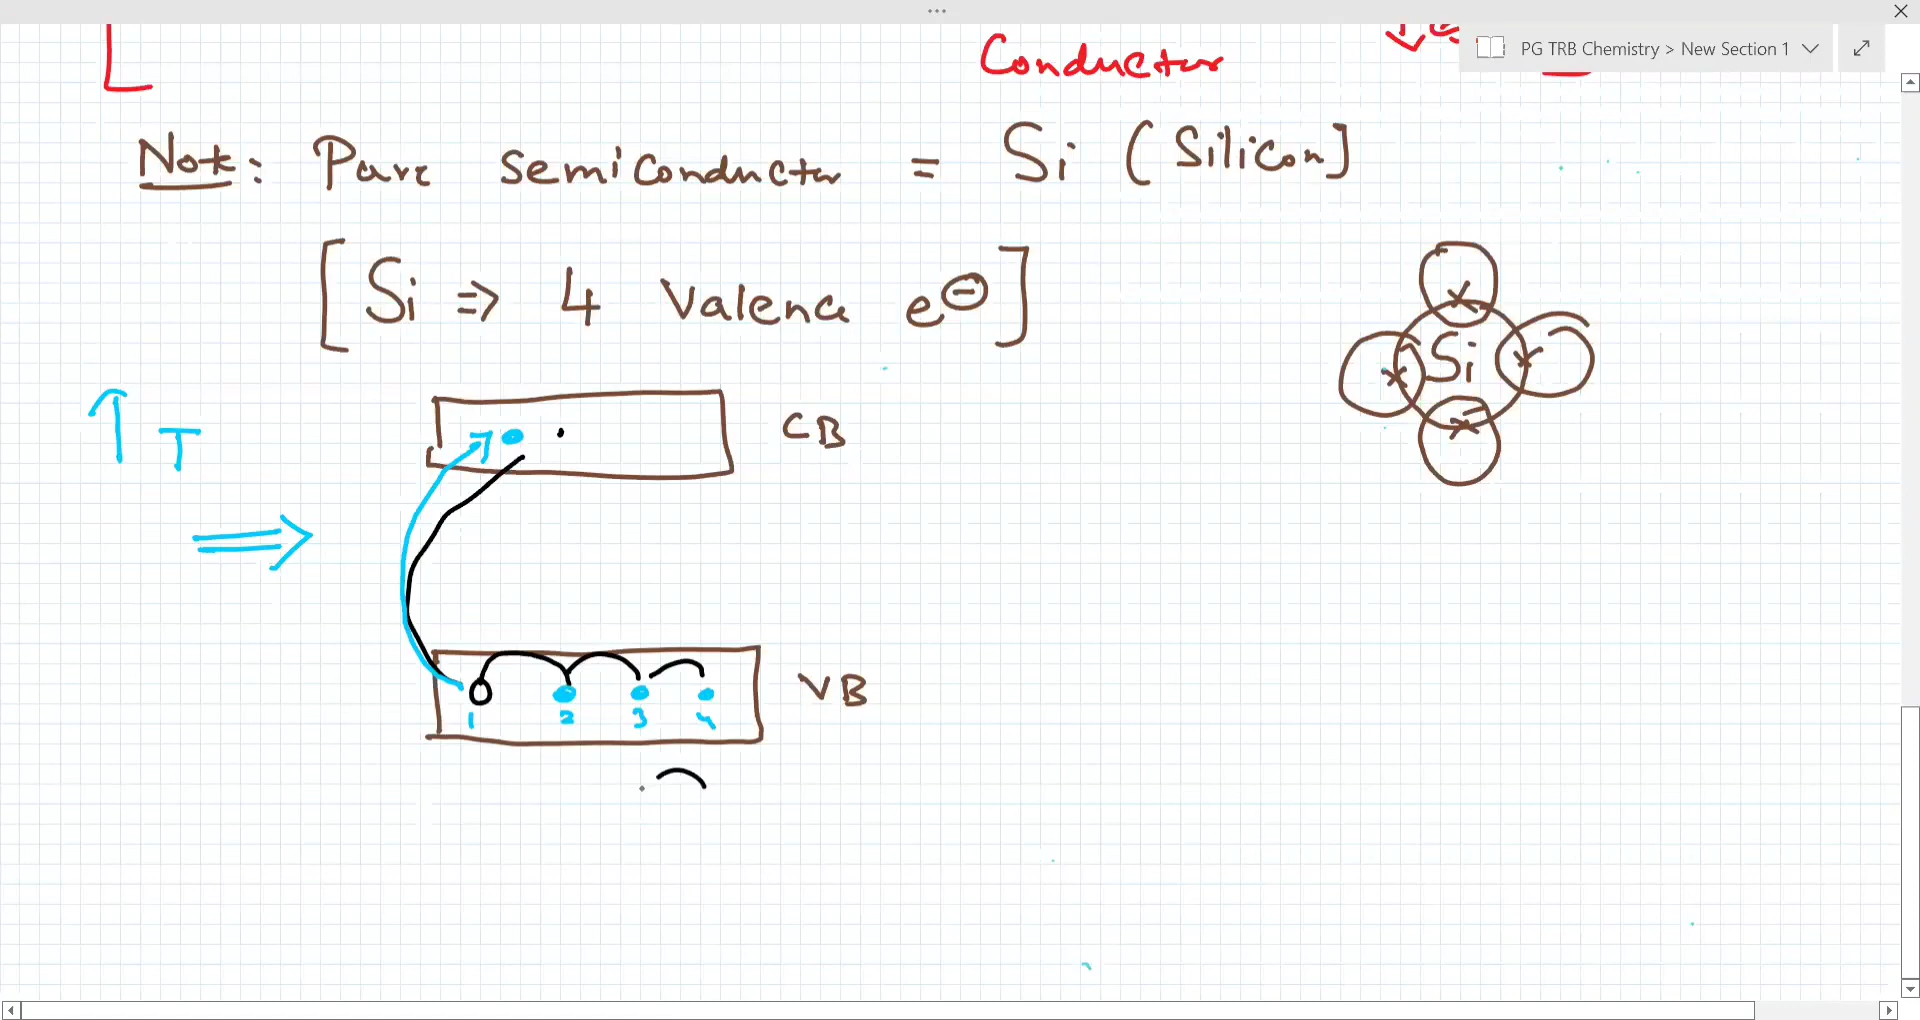 PG TRB Chemistry > New Section 1
Conductor
Note: Pure semiconductor = Si (Silicon]
[Si => 4 Valence e⊖]
Si
↑ T
CB
VB
1 2 3 4